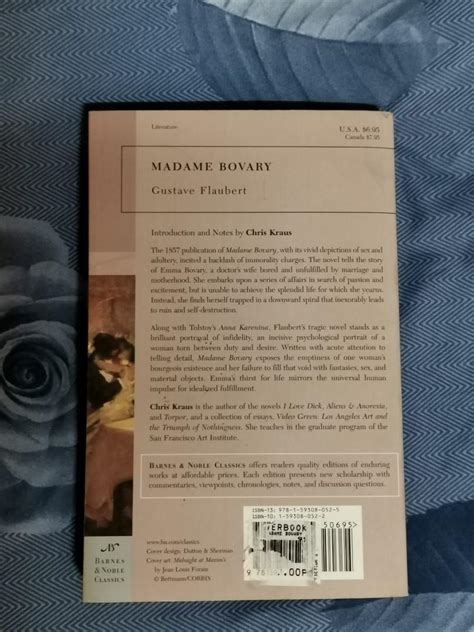 Literature
U.S.A. $6.95
Canada $7.95
MADAME BOVARY
Gustave Flaubert
Introduction and Notes by Chris Kraus
The 1857 publication of Madame Bovary, with its vivid depictions of sex and
adultery, incited a backlash of immorality charges. The novel tells the story
of Emma Bovary, a doctor's wife bored and unfulfilled by marriage and
motherhood. She embarks upon a series of affairs in search of passion and
excitement, but is unable to achieve the splendid life for which she yearns.
Instead, she finds herself trapped in a downward spiral that inexorably leads
to ruin and self-destruction.
Along with Tolstoy's Anna Karenina, Flaubert's tragic novel stands as a
brilliant portrayal of infidelity, an incisive psychological portrait of a
woman torn between duty and desire. Written with acute attention to
telling detail, Madame Bovary exposes the emptiness of one woman's
bourgeois existence and her failure to fill that void with fantasies, sex, and
material objects. Emma's thirst for life mirrors the universal human
impulse for idealized fulfillment.
Chris Kraus is the author of the novels I Love Dick, Aliens & Anorexia,
and Torpor, and a collection of essays, Video Green: Los Angeles Art and
the Triumph of Nothingness. She teaches in the graduate program of the
San Francisco Art Institute.
BARNES & NOBLE CLASSICS offers readers quality editions of enduring
works at affordable prices. Each edition presents new scholarship with
commentaries, viewpoints, chronologies, notes, and discussion questions.
ISBN-13: 978-1-59308-052-5
ISBN-10: 1-59308-052-2
50695
ERBOOK
ADAME BOVARY
.00P
www.bn.com/classics
Cover design: Dutton & Sherman
Cover art: Midnight at Maxim's
by Jean-Louis Forain
© Bettmann/CORBIS
BARNES
& NOBLE
CLASSICS